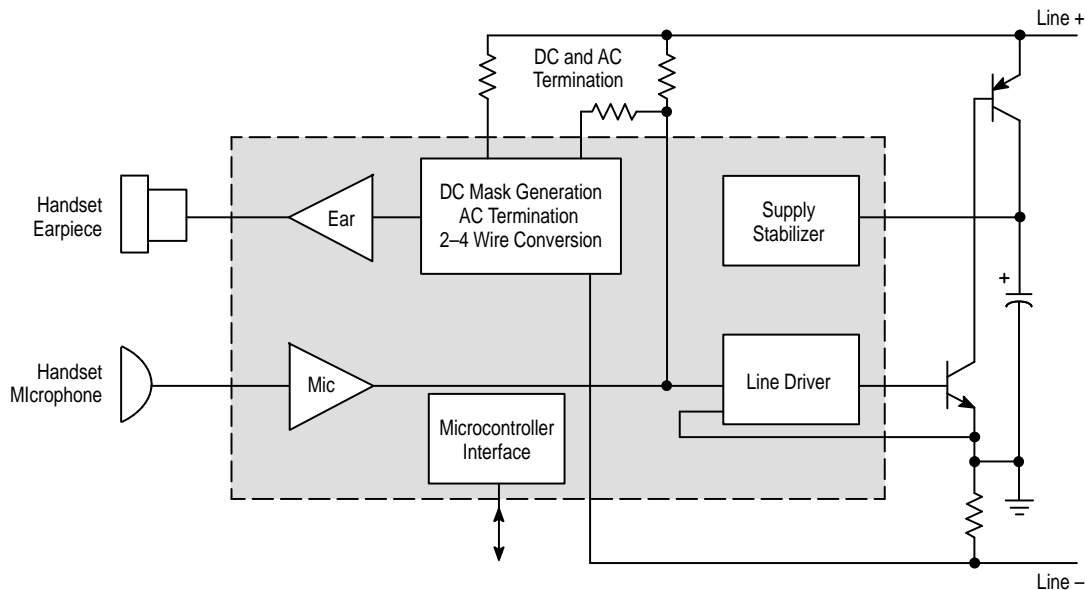 Line +
DC and AC
Termination
DC Mask Generation
AC Termination
2–4 Wire Conversion
Ear
Handset
Earpiece
Supply
Stabilizer
+
Handset
MIcrophone
Mic
Line Driver
Microcontroller
Interface
Line –